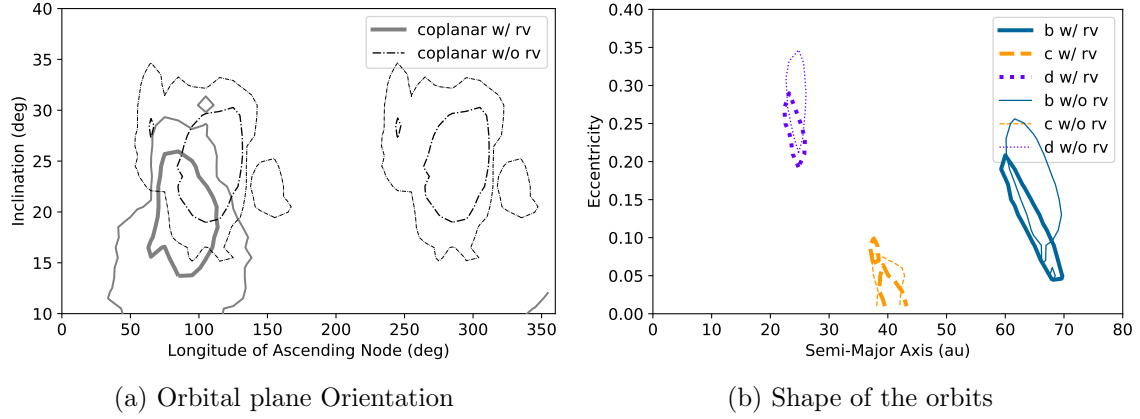 40
35
30
25
20
15
10
Inclination (deg)
coplanar w/ rv
coplanar w/o rv
0 50 100 150 200 250 300 350
Longitude of Ascending Node (deg)
(a) Orbital plane Orientation
0.40
0.35
0.30
0.25
0.20
0.15
0.10
0.05
0.00
Eccentricity
b w/ rv
c w/ rv
d w/ rv
b w/o rv
c w/o rv
d w/o rv
0 10 20 30 40 50 60 70 80
Semi-Major Axis (au)
(b) Shape of the orbits